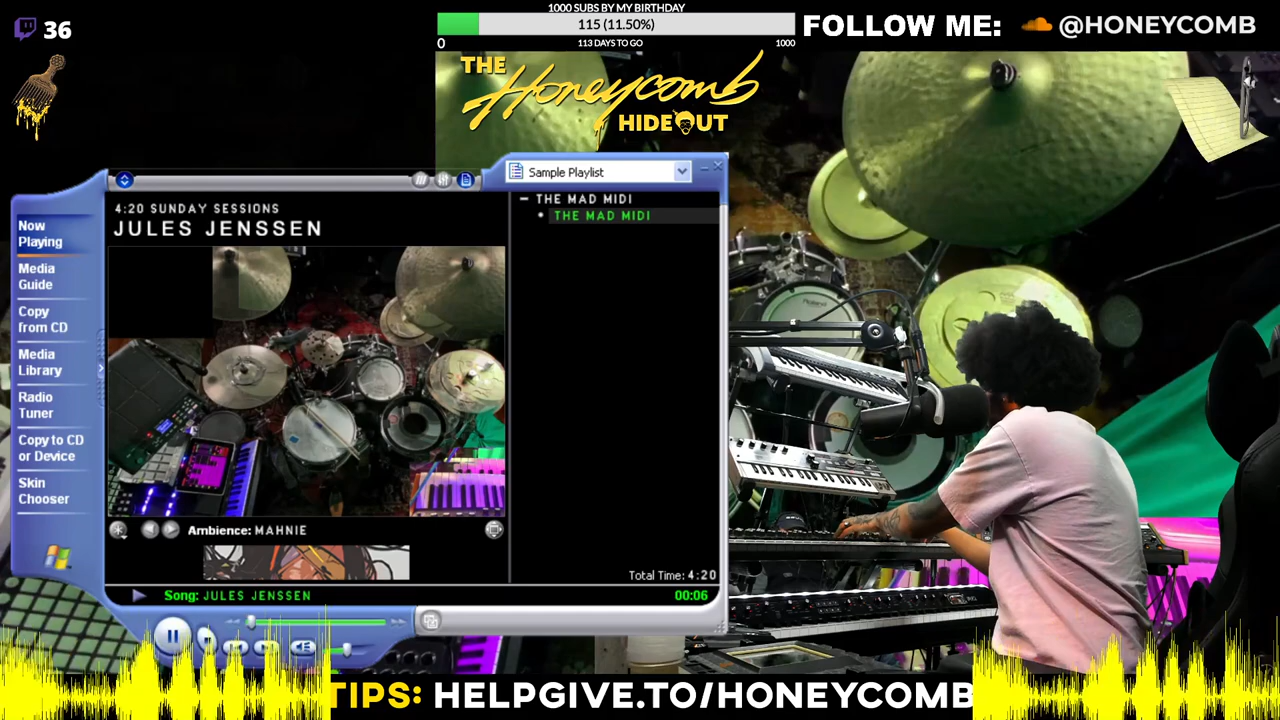 36
1000 SUBS BY MY BIRTHDAY
115 (11.50%)
0
113 DAYS TO GO
1000
FOLLOW ME:
@HONEYCOMB
THE
Honeycomb
HIDEOUT
Sample Playlist
THE MAD MIDI
THE MAD MIDI
4:20 SUNDAY SESSIONS
JULES JENSSEN
Now
Playing
Media
Guide
Copy
from CD
Media
Library
Radio
Tuner
Copy to CD
or Device
Skin
Chooser
Ambience: MAHNIE
Total Time: 4:20
Song: JULES JENSSEN
00:06
Roland
TIPS: HELPGIVE.TO/HONEYCOMB